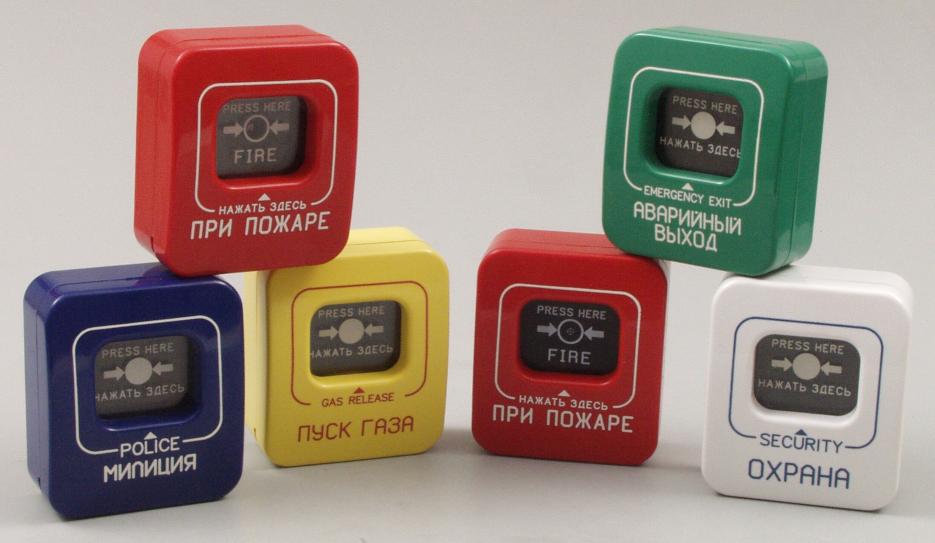 PRESS HERE
FIRE
НАЖАТЬ ЗДЕСЬ
ПРИ ПОЖАРЕ
PRESS HERE
НАЖАТЬ ЗДЕСЬ
EMERGENCY EXIT
АВАРИЙНЫЙ
ВЫХОД
PRESS HERE
НАЖАТЬ ЗДЕСЬ
POLICE
МИЛИЦИЯ
PRESS HERE
НАЖАТЬ ЗДЕСЬ
GAS RELEASE
ПУСК ГАЗА
PRESS HERE
FIRE
НАЖАТЬ ЗДЕСЬ
ПРИ ПОЖАРЕ
PRESS HERE
НАЖАТЬ ЗДЕСЬ
SECURITY
ОХРАНА